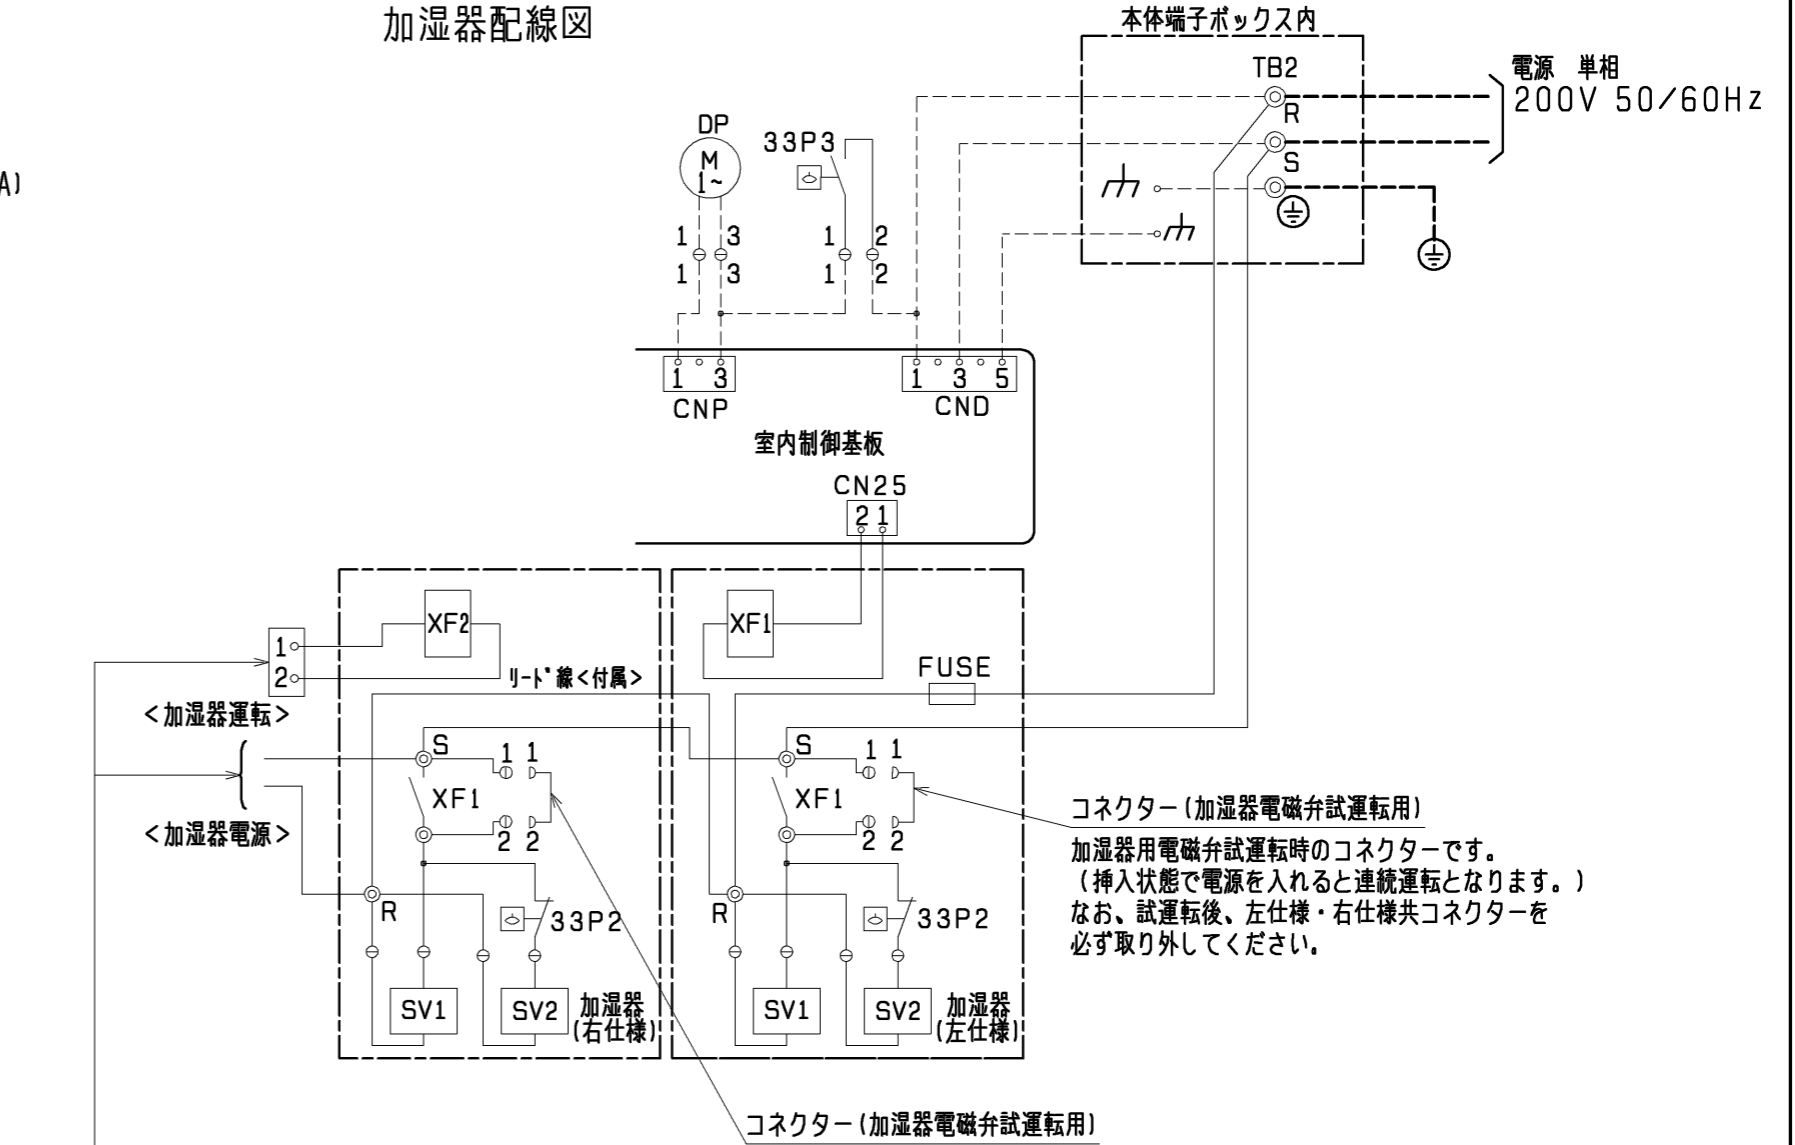 加湿器配線図
本体端子ボックス内
TB2
電源 単相
200V 50/60Hz
R
S
A)
DP
M
1~
33P3
1 3 1 2
1 3 1 2
1 3
CNP
1 3 5
CND
室内制御基板
CN25
2 1
XF2
XF1
1
2
リード線<付属>
FUSE
<加湿器運転>
S
1 1
XF1
2 2
S
1 1
XF1
2 2
<加湿器電源>
コネクター(加湿器電磁弁試運転用)
加湿器用電磁弁試運転時のコネクターです。
(挿入状態で電源を入れると連続運転となります。)
なお、試運転後、左仕様・右仕様共コネクターを
必ず取り外してください。
R
33P2
R
33P2
SV1
SV2
加湿器
(右仕様)
SV1
SV2
加湿器
(左仕様)
コネクター(加湿器電磁弁試運転用)